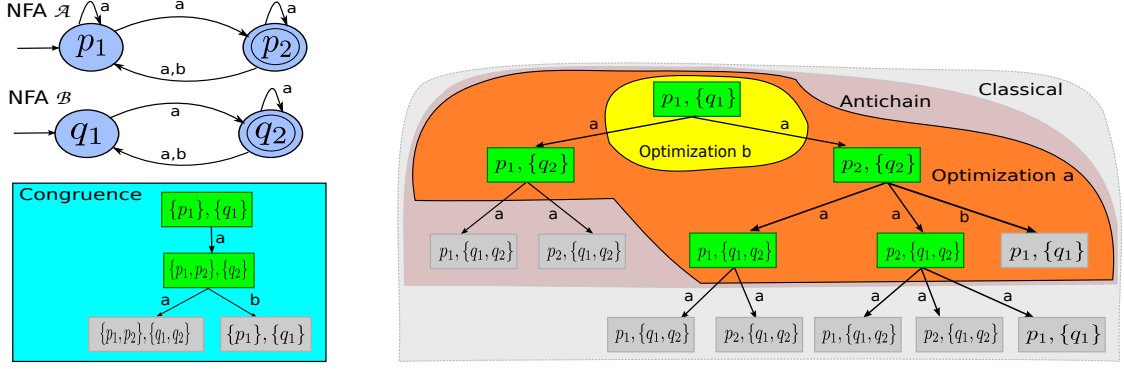 NFA 𝒜
a
a
a
p₁
p₂
a,b
NFA ℬ
a
a
q₁
q₂
a,b
Congruence
{p₁},{q₁}
a
{p₁,p₂},{q₂}
a
b
{p₁,p₂},{q₁,q₂}
{p₁},{q₁}
Classical
Antichain
p₁,{q₁}
a
a
Optimization b
p₁,{q₂}
p₂,{q₂}
Optimization a
a
a
a
a
b
p₁,{q₁,q₂}
p₂,{q₁,q₂}
p₁,{q₁,q₂}
p₂,{q₁,q₂}
p₁,{q₁}
a
a
a
a
a
p₁,{q₁,q₂}
p₂,{q₁,q₂}
p₁,{q₁,q₂}
p₂,{q₁,q₂}
p₁,{q₁}